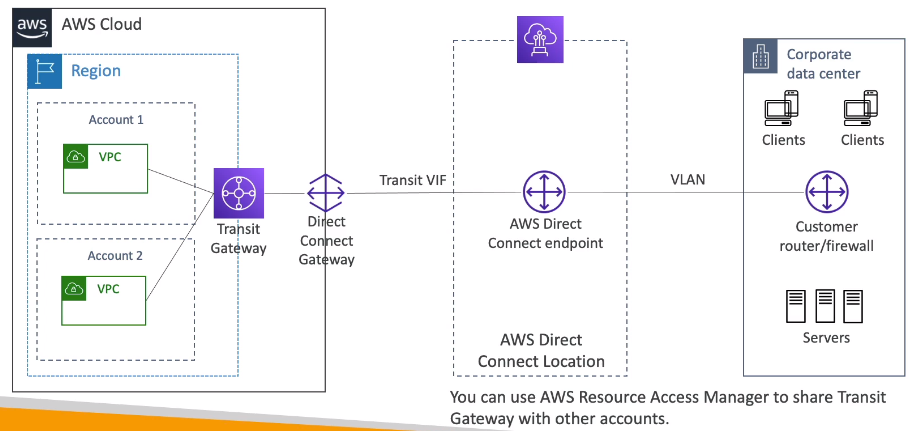 aws
AWS Cloud
Region
Account 1
VPC
Account 2
VPC
Transit
Gateway
Direct
Connect
Gateway
Transit VIF
AWS Direct
Connect endpoint
AWS Direct
Connect Location
VLAN
Corporate
data center
Clients
Clients
Customer
router/firewall
Servers
You can use AWS Resource Access Manager to share Transit
Gateway with other accounts.